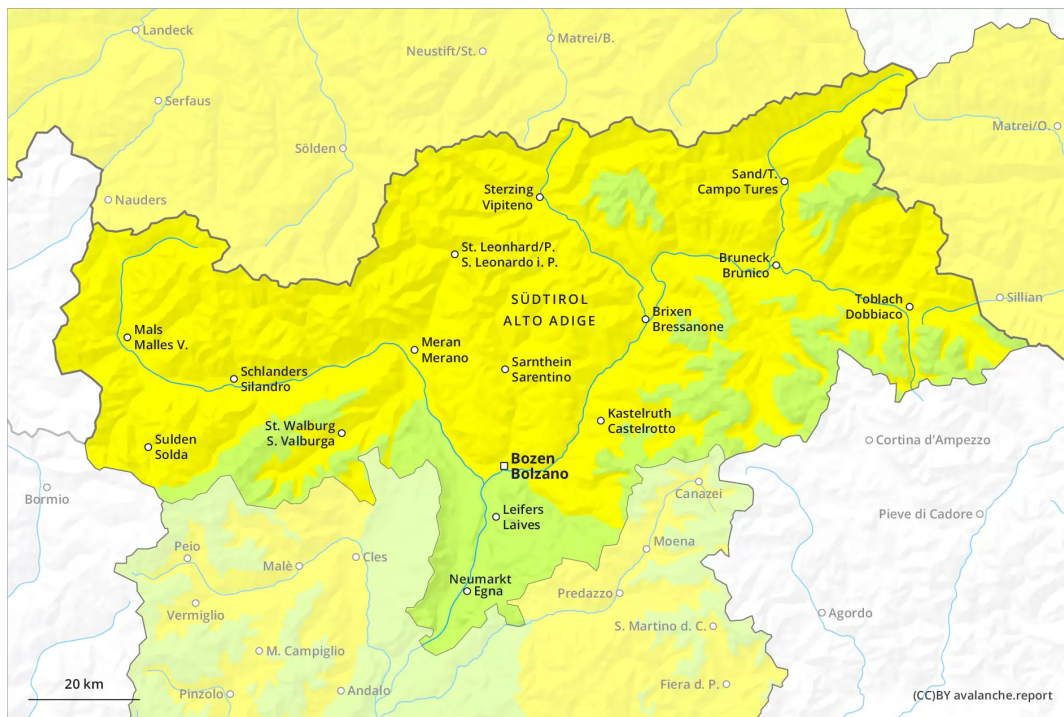 Landeck
Matrei/B.
Neustift/St.
Serfaus
Matrei/O.
Sölden
Sand/T.
Campo Tures
Sterzing
Vipiteno
Nauders
St. Leonhard/P.
S. Leonardo i. P.
Bruneck
Brunico
SÜDTIROL
ALTO ADIGE
Toblach
Dobbiaco
Sillian
Brixen
Bressanone
Mals
Malles V.
Meran
Merano
Sarnthein
Sarentino
Schlanders
Silandro
Kastelruth
Castelrotto
St. Walburg
S. Valburga
Sulden
Solda
Cortina d'Ampezzo
Bozen
Bolzano
Bormio
Canazei
Leifers
Laives
Pieve di Cadore
Moena
Peio
Cles
Malè
Neumarkt
Egna
Predazzo
Vermiglio
Agordo
S. Martino d. C.
M. Campiglio
20 km
Pinzolo
Andalo
Fiera d. P.
(CC)BY avalanche.report